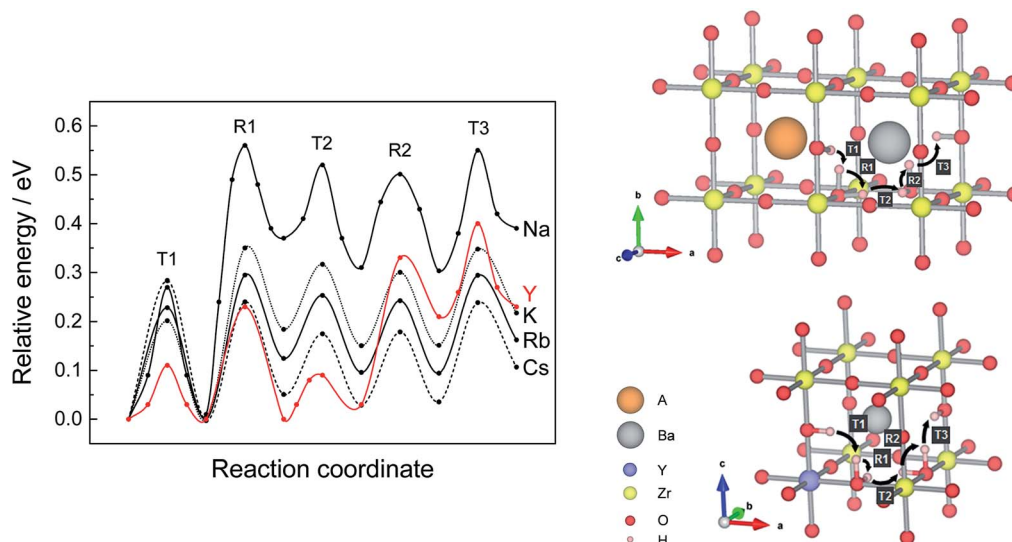 Relative energy / eV
0.6
0.5
0.4
0.3
0.2
0.1
0.0
T1
R1
T2
R2
T3
Na
Y
K
Rb
Cs
Reaction coordinate
b
c
a
T1
R1
T2
R2
T3
A
Ba
Y
Zr
O
H
c
b
a
T1
R1
T2
R2
T3